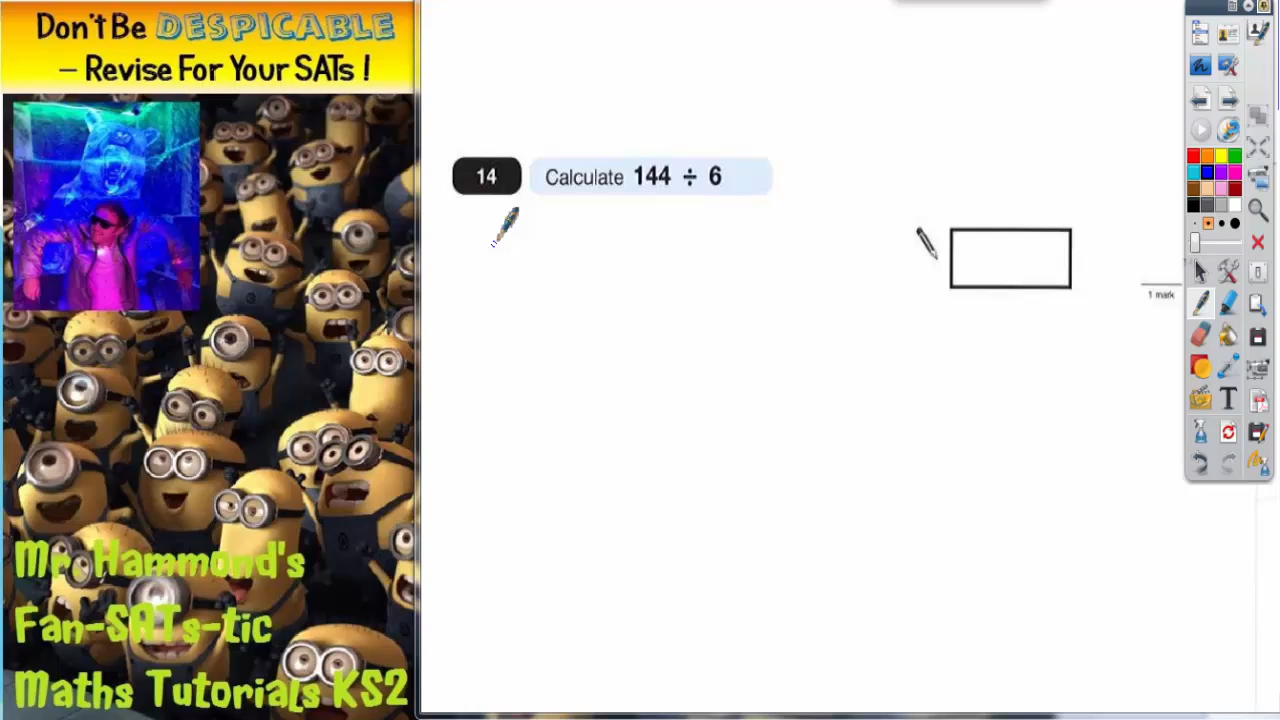 Don't Be DESPICABLE
– Revise For Your SATs !
14 Calculate 144 ÷ 6
1 mark
T
Mr. Hammond's
Fan-SATs-tic
Maths Tutorials KS2